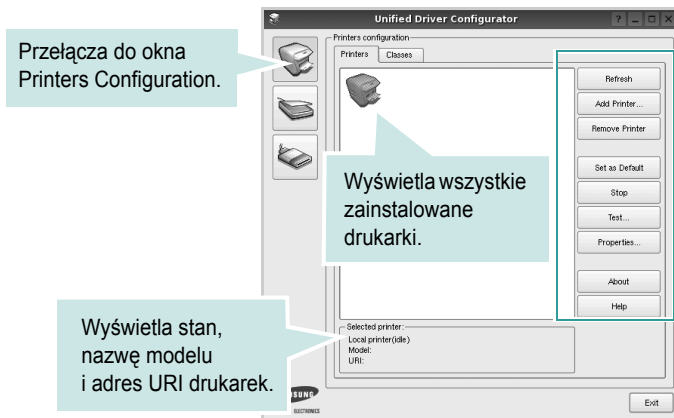 Unified Driver Configurator
Przełącza do okna
Printers Configuration.
Printers configuration
Printers
Classes
Refresh
Add Printer...
Remove Printer
Set as Default
Stop
Test...
Properties...
About
Help
Wyświetla wszystkie
zainstalowane
drukarki.
Wyświetla stan,
nazwę modelu
i adres URI drukarek.
Selected printer:
Local printer(idle)
Model:
URI:
SUNG
ELECTRONICS
Exit